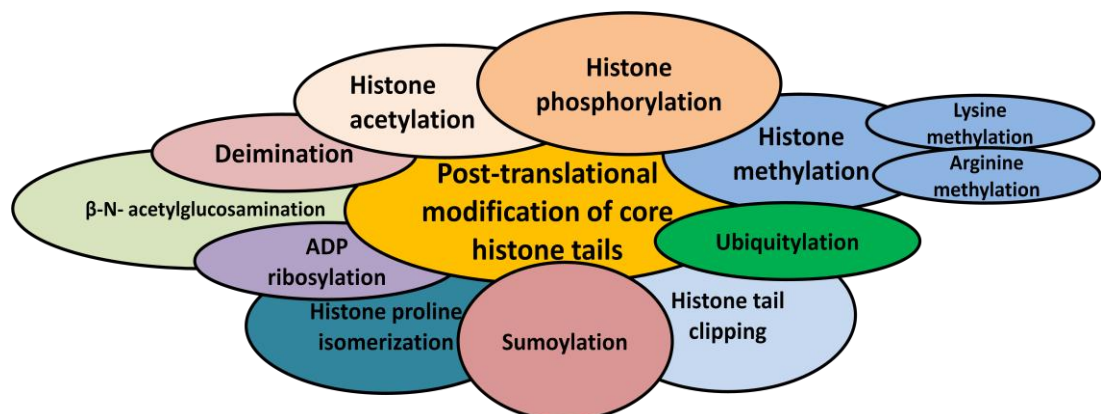 Histone
acetylation
Histone
phosphorylation
Histone
methylation
Lysine
methylation
Arginine
methylation
Deimination
β-N- acetylglucosamination
Post-translational
modification of core
histone tails
ADP
ribosylation
Ubiquitylation
Histone proline
isomerization
Sumoylation
Histone tail
clipping